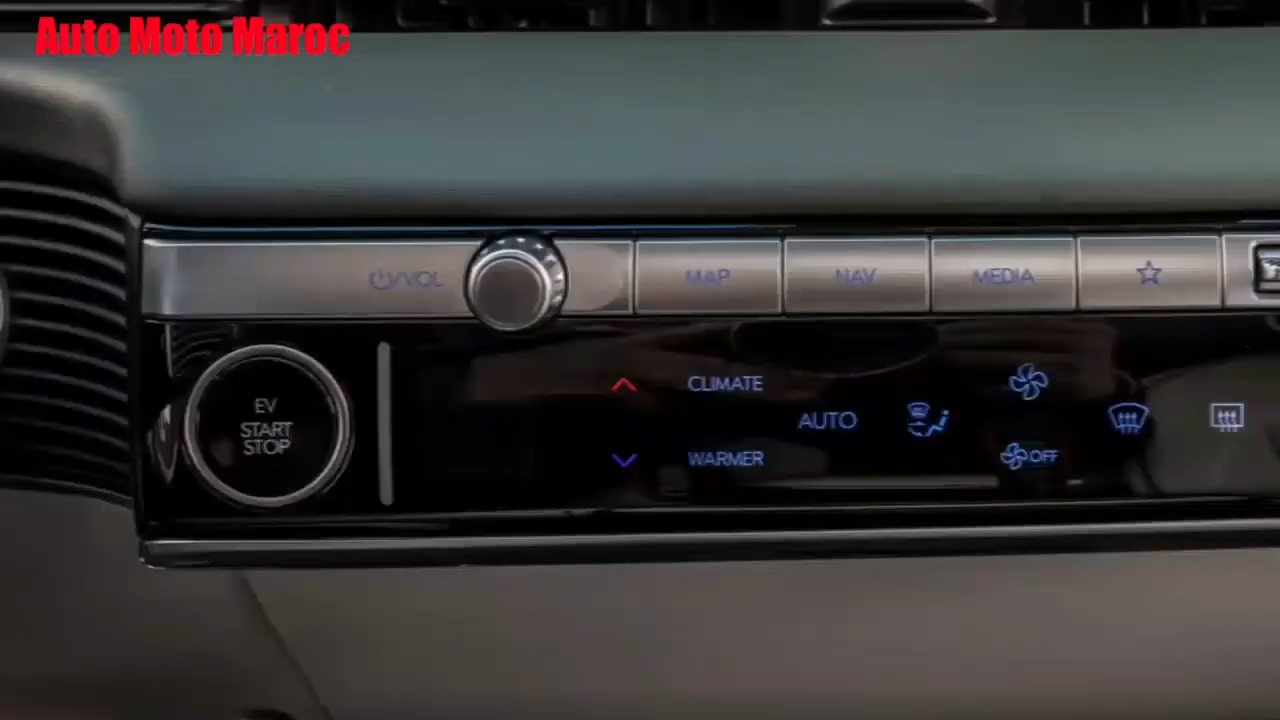 Auto Moto Maroc
/VOL
MAP
NAV
MEDIA
EV
START
STOP
CLIMATE
AUTO
WARMER
OFF